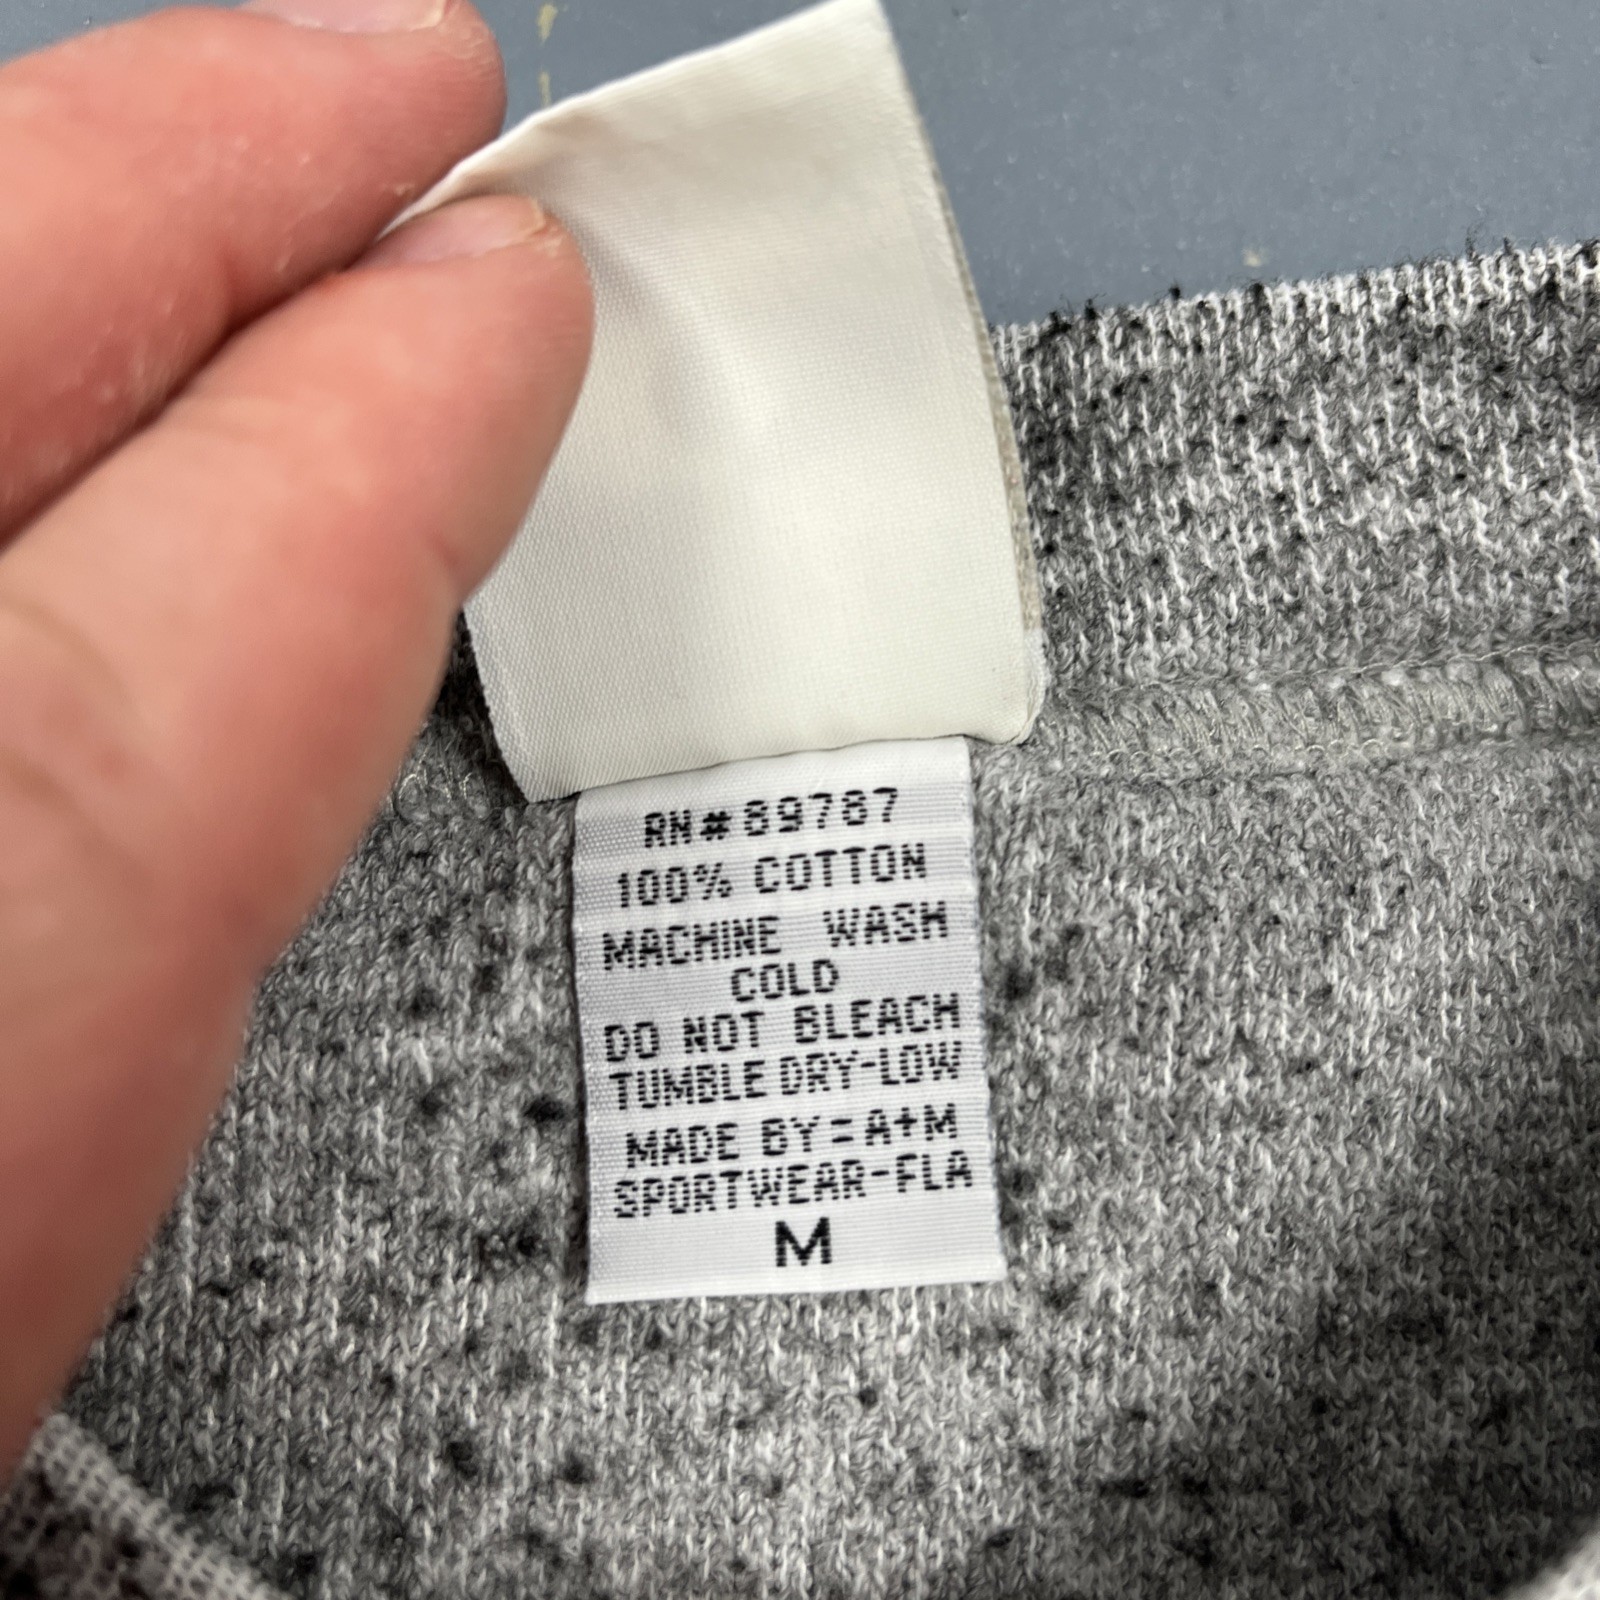 RN#89787
100% COTTON
MACHINE WASH
COLD
DO NOT BLEACH
TUMBLE DRY-LOW
MADE BY=A+M
SPORTWEAR-FLA
M